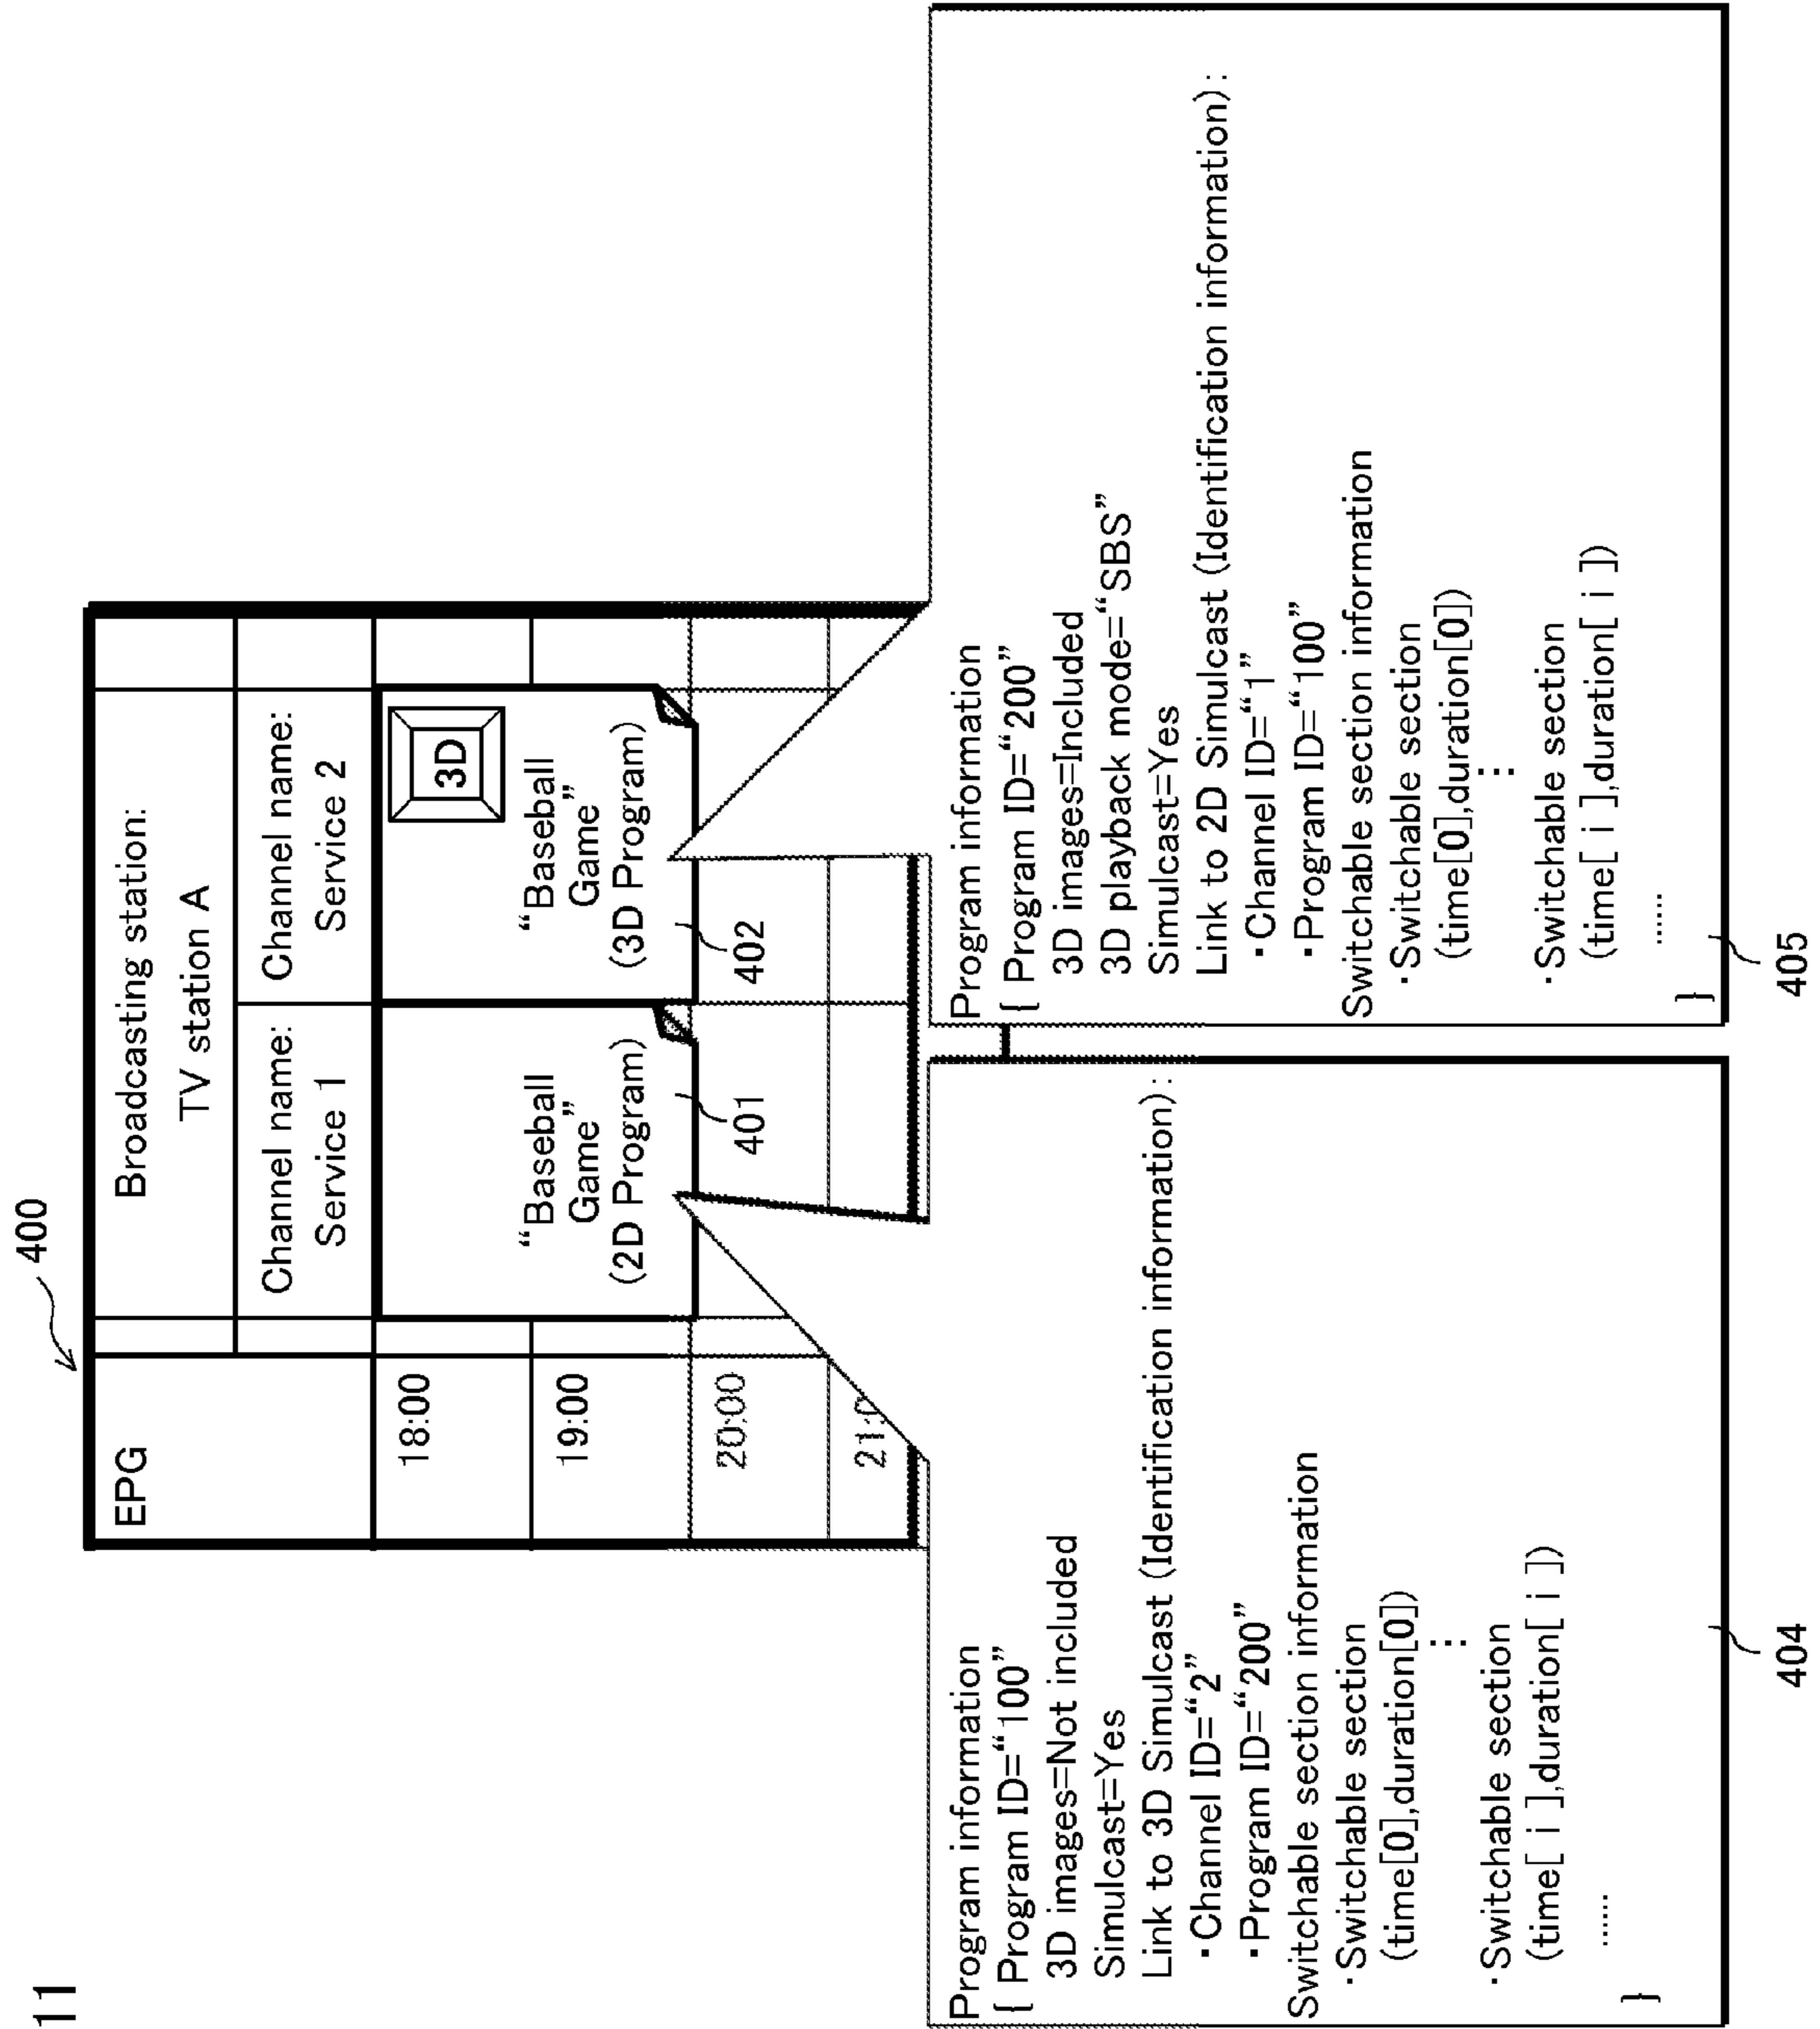 11
400
EPG
Broadcasting station:
TV station A
Channel name:
Service 1
Channel name:
Service 2
18:00
19:00
20:00
3D
“Baseball
Game”
(2D Program)
401
“Baseball
Game”
(3D Program)
402
Program information
{ Program ID=“100”
3D images=Not included
Simulcast=Yes
Link to 3D Simulcast (Identification information):
・Channel ID=“2”
・Program ID=“200”
Switchable section information
・Switchable section
(time[0],duration[0])
⋮
・Switchable section
(time[ i ],duration[ i ])
......
}
404
Program information
{ Program ID=“200”
3D images=Included
3D playback mode=“SBS”
Simulcast=Yes
Link to 2D Simulcast (Identification information):
・Channel ID=“1”
・Program ID=“100”
Switchable section information
・Switchable section
(time[0],duration[0])
⋮
・Switchable section
(time[ i ],duration[ i ])
......
}
405